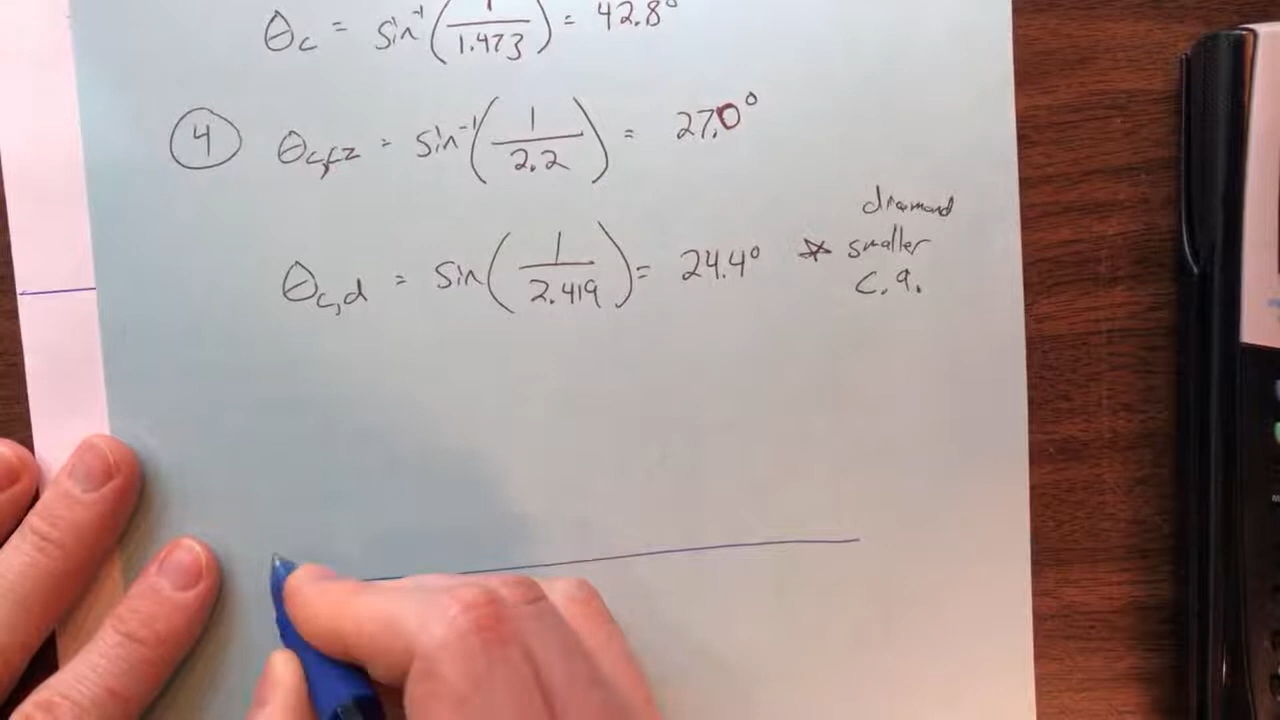 θc = sin⁻¹(1/1.473) = 42.8°
④ θc,cz = sin⁻¹(1/2.2) = 27.0°
θc,d = sin(1/2.419) = 24.4° * diamond
smaller
c.a.